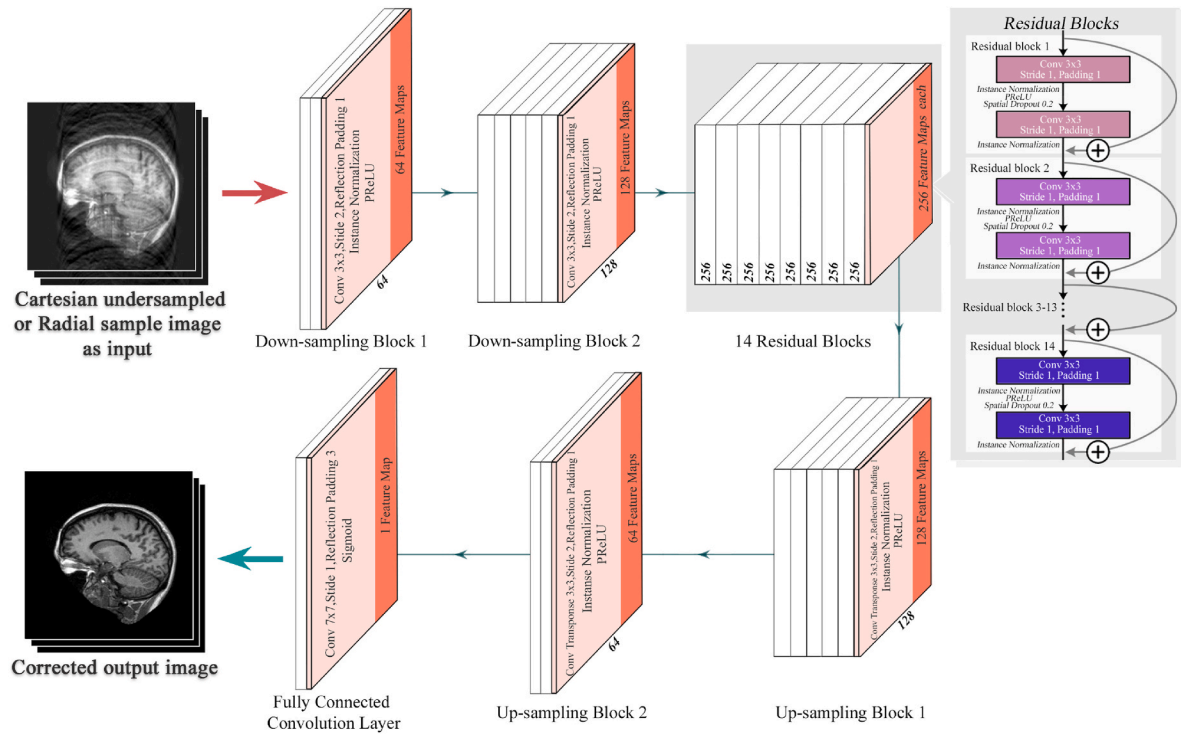 Cartesian undersampled
or Radial sample image
as input
Conv 3x3,Stide 2,Reflection Padding 1
Instance Normalization
PReLU
64 Feature Maps
64
Down-sampling Block 1
Conv 3x3,Stide 2,Reflection Padding 1
Instance Normalization
PReLU
128 Feature Maps
128
Down-sampling Block 2
256
256
256
256
256
256
256
256 Feature Maps each
14 Residual Blocks
Residual Blocks
Residual block 1
Conv 3x3
Stride 1, Padding 1
Instance Normalization
PReLU
Spatial Dropout 0.2
Conv 3x3
Stride 1, Padding 1
Instance Normalization
+
Residual block 2
Conv 3x3
Stride 1, Padding 1
Instance Normalization
PReLU
Spatial Dropout 0.2
Conv 3x3
Stride 1, Padding 1
Instance Normalization
+
Residual block 3-13
+
Residual block 14
Conv 3x3
Stride 1, Padding 1
Instance Normalization
PReLU
Spatial Dropout 0.2
Conv 3x3
Stride 1, Padding 1
Instance Normalization
+
Conv Transponse 3x3,Stide 2,Reflection Padding 1
Instance Normalization
PReLU
128 Feature Maps
128
Up-sampling Block 1
Conv Transponse 3x3,Stide 2,Reflection Padding 1
Instanse Normalization
PReLU
64 Feature Maps
64
Up-sampling Block 2
Conv 7x7,Stide 1,Reflection Padding 3
Sigmoid
1 Feature Map
Fully Connected
Convolution Layer
Corrected output image